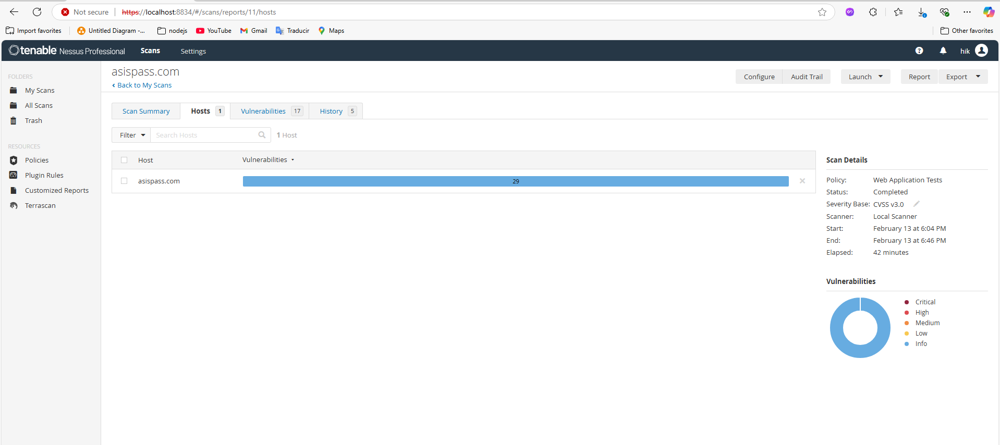 Not secure https://localhost:8834/#/scans/reports/11/hosts
Import favorites Untitled Diagram -... nodejs YouTube Gmail Traducir Maps Other favorites
tenable Nessus Professional Scans Settings hik
FOLDERS
My Scans
All Scans
Trash
RESOURCES
Policies
Plugin Rules
Customized Reports
Terrascan
asispass.com
Back to My Scans
Configure Audit Trail Launch Report Export
Scan Summary Hosts 1 Vulnerabilities 17 History 5
Filter Search Hosts 1 Host
Host Vulnerabilities
asispass.com 29
Scan Details
Policy: Web Application Tests
Status: Completed
Severity Base: CVSS v3.0
Scanner: Local Scanner
Start: February 13 at 6:04 PM
End: February 13 at 6:46 PM
Elapsed: 42 minutes
Vulnerabilities
Critical
High
Medium
Low
Info